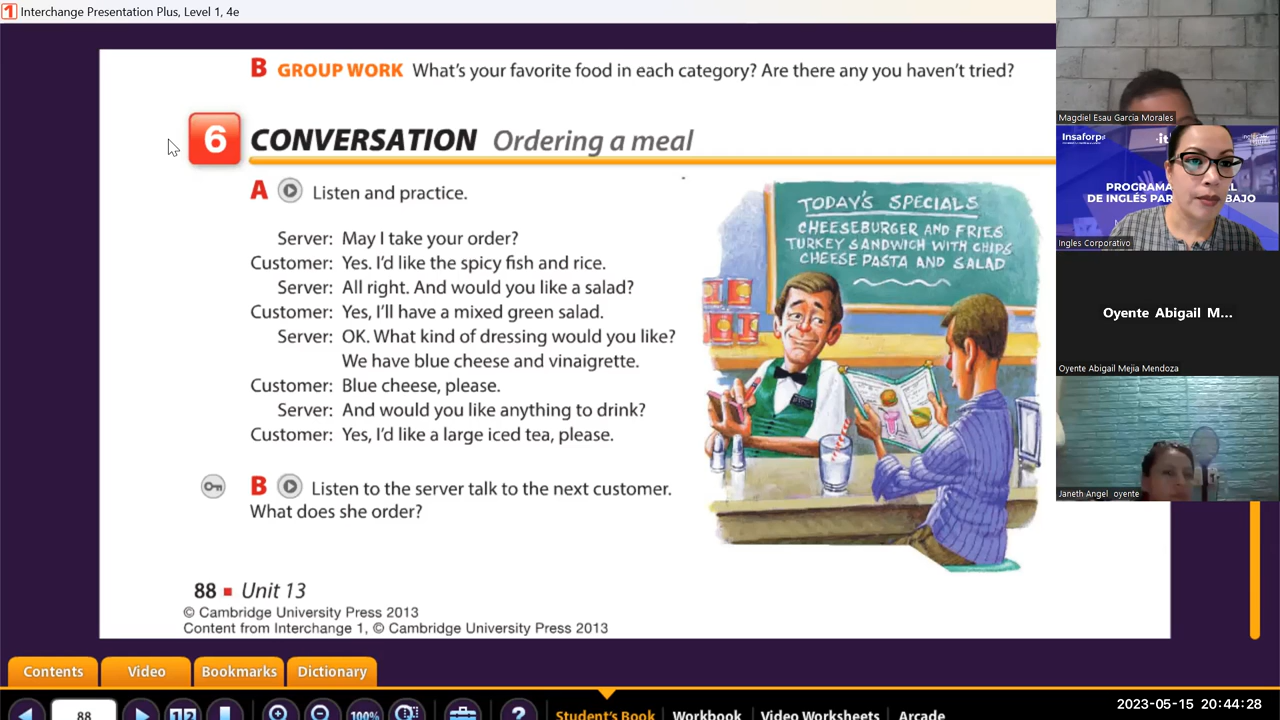 Interchange Presentation Plus, Level 1, 4e
B GROUP WORK What's your favorite food in each category? Are there any you haven't tried?
6 CONVERSATION Ordering a meal
A Listen and practice.
Server: May I take your order?
Customer: Yes. I'd like the spicy fish and rice.
Server: All right. And would you like a salad?
Customer: Yes, I'll have a mixed green salad.
Server: OK. What kind of dressing would you like?
We have blue cheese and vinaigrette.
Customer: Blue cheese, please.
Server: And would you like anything to drink?
Customer: Yes, I'd like a large iced tea, please.
B Listen to the server talk to the next customer.
What does she order?
TODAY'S SPECIALS
CHEESEBURGER AND FRIES
TURKEY SANDWICH WITH CHIPS
CHEESE PASTA AND SALAD
88 Unit 13
© Cambridge University Press 2013
Content from Interchange 1, © Cambridge University Press 2013
Magdiel Esau Garcia Morales
Insaforp
PROGRAMA
DE INGLÉS PAR
Ingles Corporativo
Oyente Abigail M...
Oyente Abigail Mejia Mendoza
Janeth Angel oyente
Contents Video Bookmarks Dictionary
88 1 2 100% ?
Student's Book Workbook Video Worksheets Arcade
2023-05-15 20:44:28